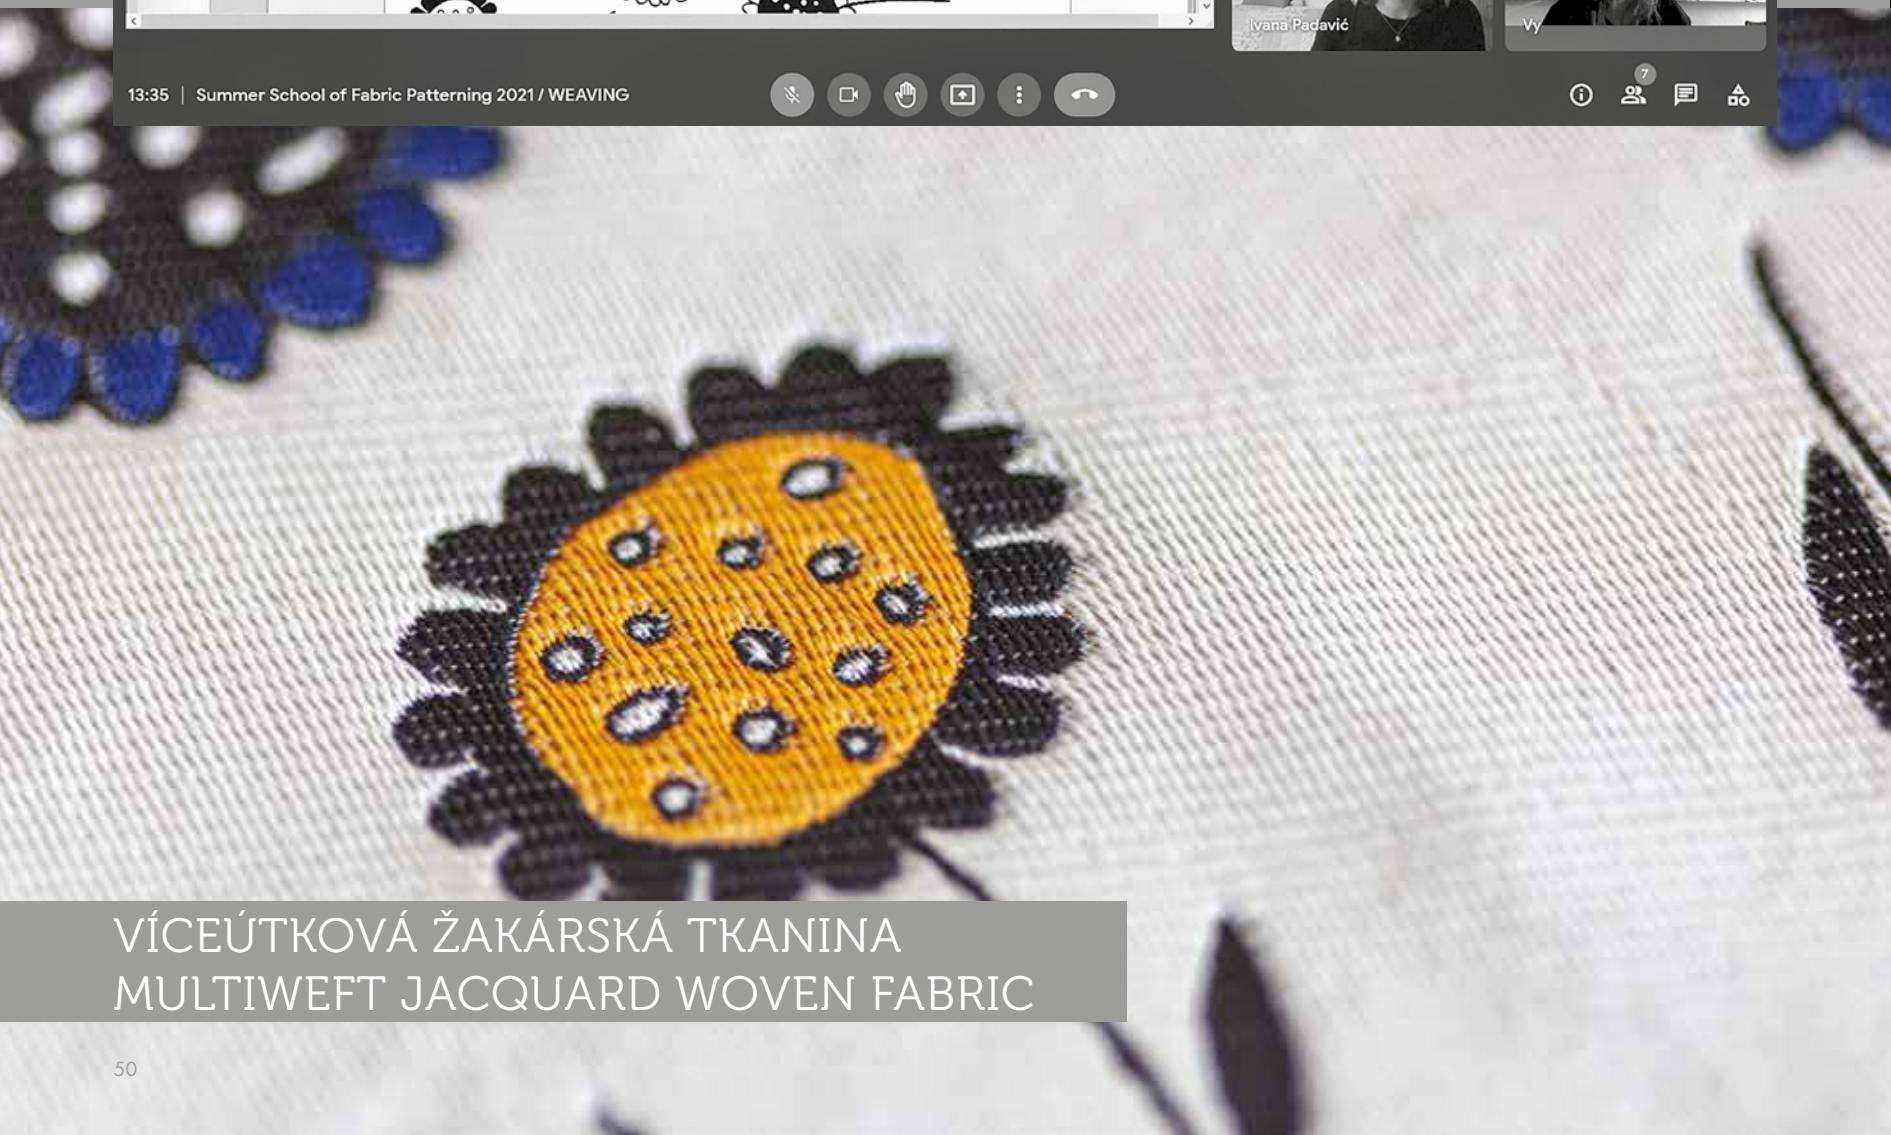 Ivana Padavić
Vy
13:35 | Summer School of Fabric Patterning 2021 / WEAVING
7
VÍCEÚTKOVÁ ŽAKÁRSKÁ TKANINA
MULTIWEFT JACQUARD WOVEN FABRIC
50